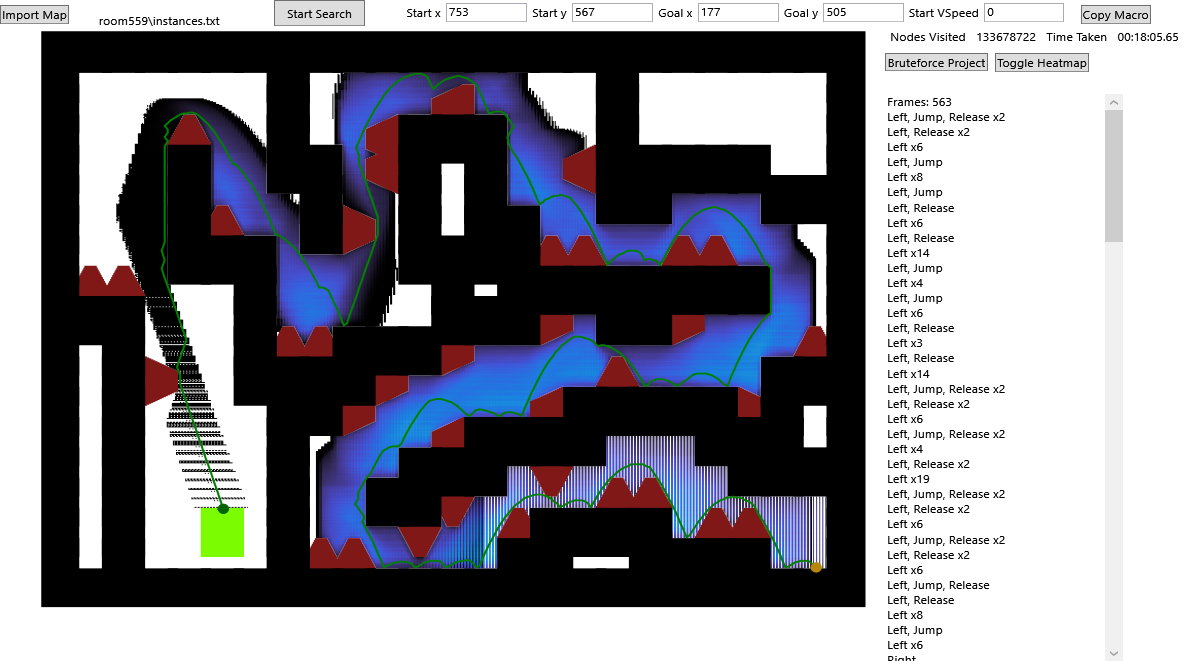 Import Map
room559\instances.txt
Start Search
Start x 753 Start y 567 Goal x 177 Goal y 505 Start VSpeed 0
Copy Macro
Nodes Visited 133678722 Time Taken 00:18:05.65
Bruteforce Project Toggle Heatmap
Frames: 563
Left, Jump, Release x2
Left, Release x2
Left x6
Left, Jump
Left x8
Left, Jump
Left, Release
Left x6
Left, Release
Left x14
Left, Jump
Left x4
Left, Jump
Left x6
Left, Release
Left x3
Left, Release
Left x14
Left, Jump, Release x2
Left, Release x2
Left x6
Left, Jump, Release x2
Left x4
Left, Release x2
Left x19
Left, Jump, Release x2
Left, Release x2
Left x6
Left, Jump, Release x2
Left, Release x2
Left x6
Left, Jump, Release
Left, Release
Left x8
Left, Jump
Left x6
Right